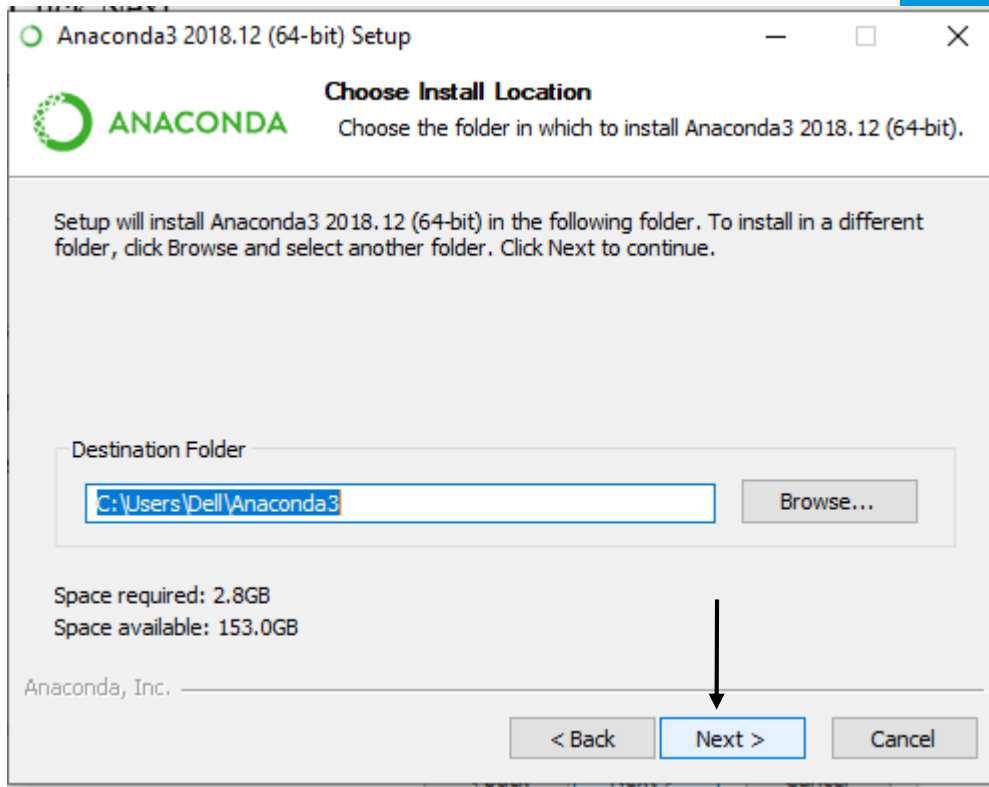 Click Next
Anaconda3 2018.12 (64-bit) Setup
ANACONDA
Choose Install Location
Choose the folder in which to install Anaconda3 2018.12 (64-bit).
Setup will install Anaconda3 2018.12 (64-bit) in the following folder. To install in a different
folder, click Browse and select another folder. Click Next to continue.
Destination Folder
C:\Users\Dell\Anaconda3
Browse...
Space required: 2.8GB
Space available: 153.0GB
Anaconda, Inc.
< Back
Next >
Cancel